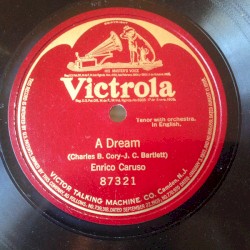 "HIS MASTER'S VOICE"
Victrola
Tenor with orchestra.
In English.
A Dream
(Charles B. Cory-J. C. Bartlett)
Enrico Caruso
87321
VICTOR TALKING MACHINE CO. Camden, N.J.